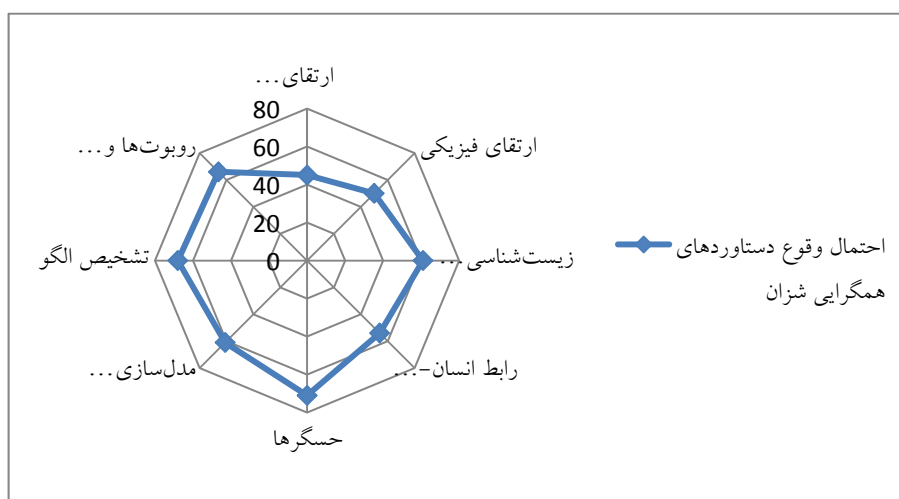 ارتقای...
80
60
40
20
0
ارتقای فیزیکی
زیست‌شناسی...
رابط انسان-...
حسگرها
مدل‌سازی...
تشخیص الگو
روبوت‌ها و...
احتمال وقوع دستاوردهای
همگرایی شزان